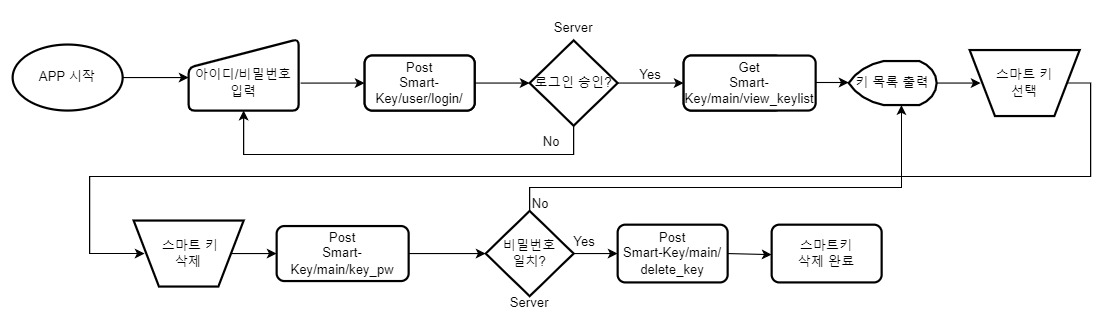 APP 시작
아이디/비밀번호
입력
Post
Smart-
Key/user/login/
Server
로그인 승인?
Yes
No
Get
Smart-
Key/main/view_keylist
키 목록 출력
스마트 키
선택
스마트 키
삭제
Post
Smart-
Key/main/key_pw
비밀번호
일치?
Server
No
Yes
Post
Smart-Key/main/
delete_key
스마트키
삭제 완료